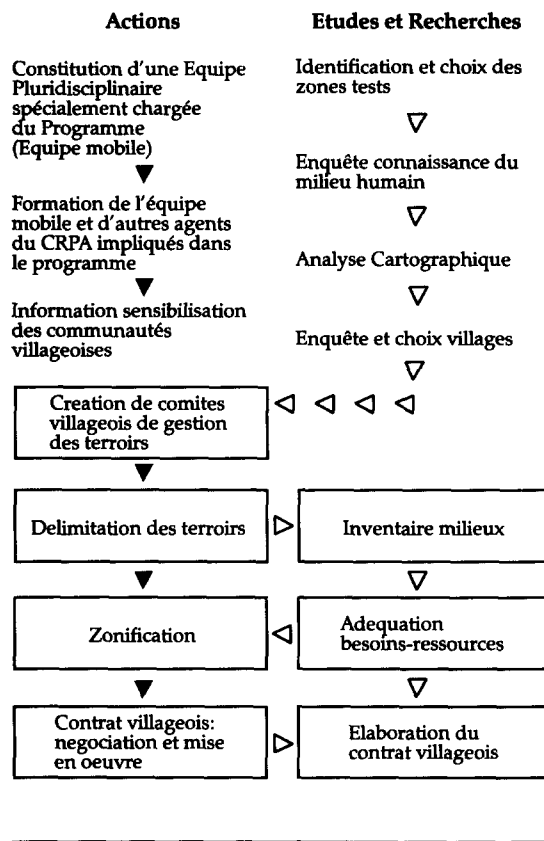 Actions
Constitution d'une Equipe
Pluridisciplinaire
spécialement chargée
du Programme
(Equipe mobile)
Formation de l'équipe
mobile et d'autres agents
du CRPA impliqués dans
le programme
Information sensibilisation
des communautés
villageoises
Etudes et Recherches
Identification et choix des
zones tests
Enquête connaissance du
milieu humain
Analyse Cartographique
Enquête et choix villages
Creation de comites
villageois de gestion
des terroirs
Delimitation des terroirs
Inventaire milieux
Zonification
Adequation
besoins-ressources
Contrat villageois:
negociation et mise
en oeuvre
Elaboration du
contrat villageois